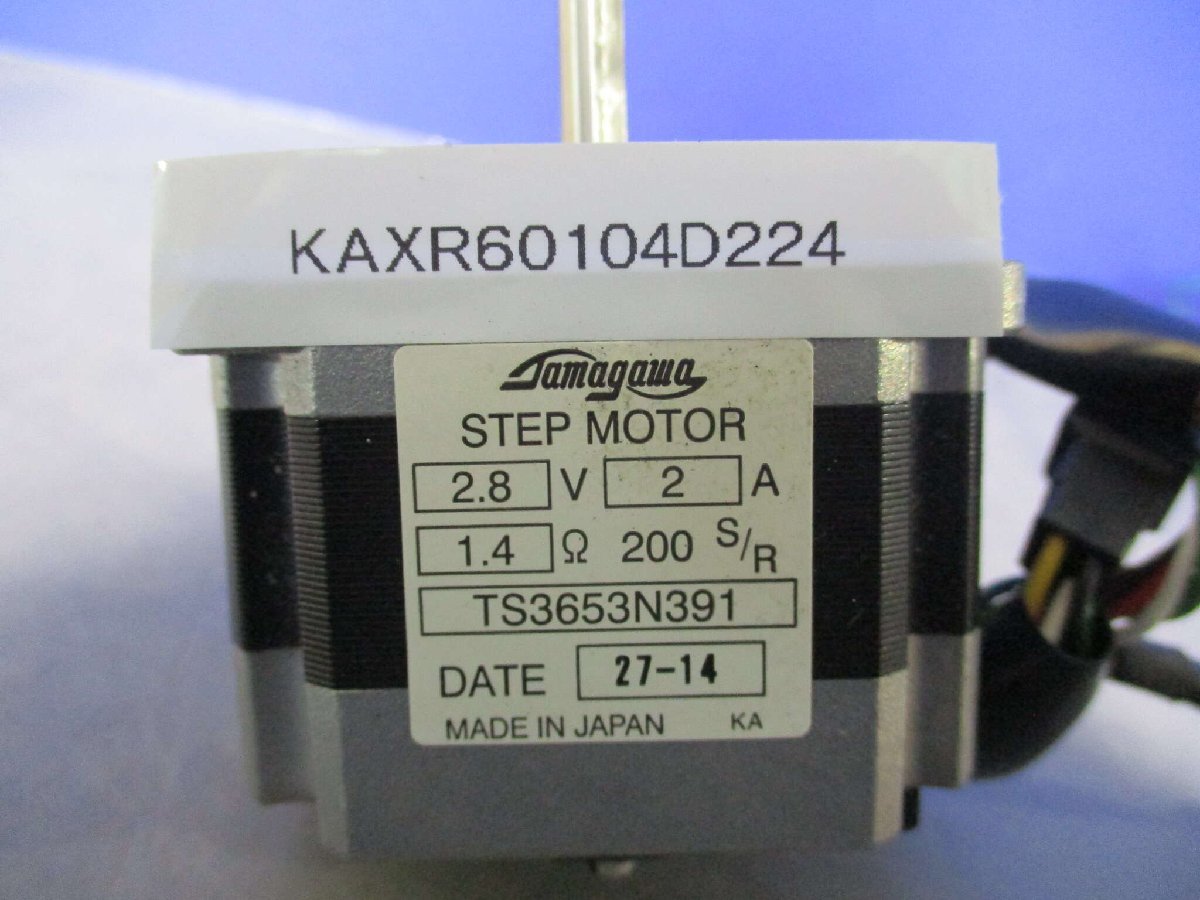 KAXR60104D224
Tamagawa
STEP MOTOR
2.8 V 2 A
1.4 Ω 200 S/R
TS3653N391
DATE 27-14
MADE IN JAPAN KA